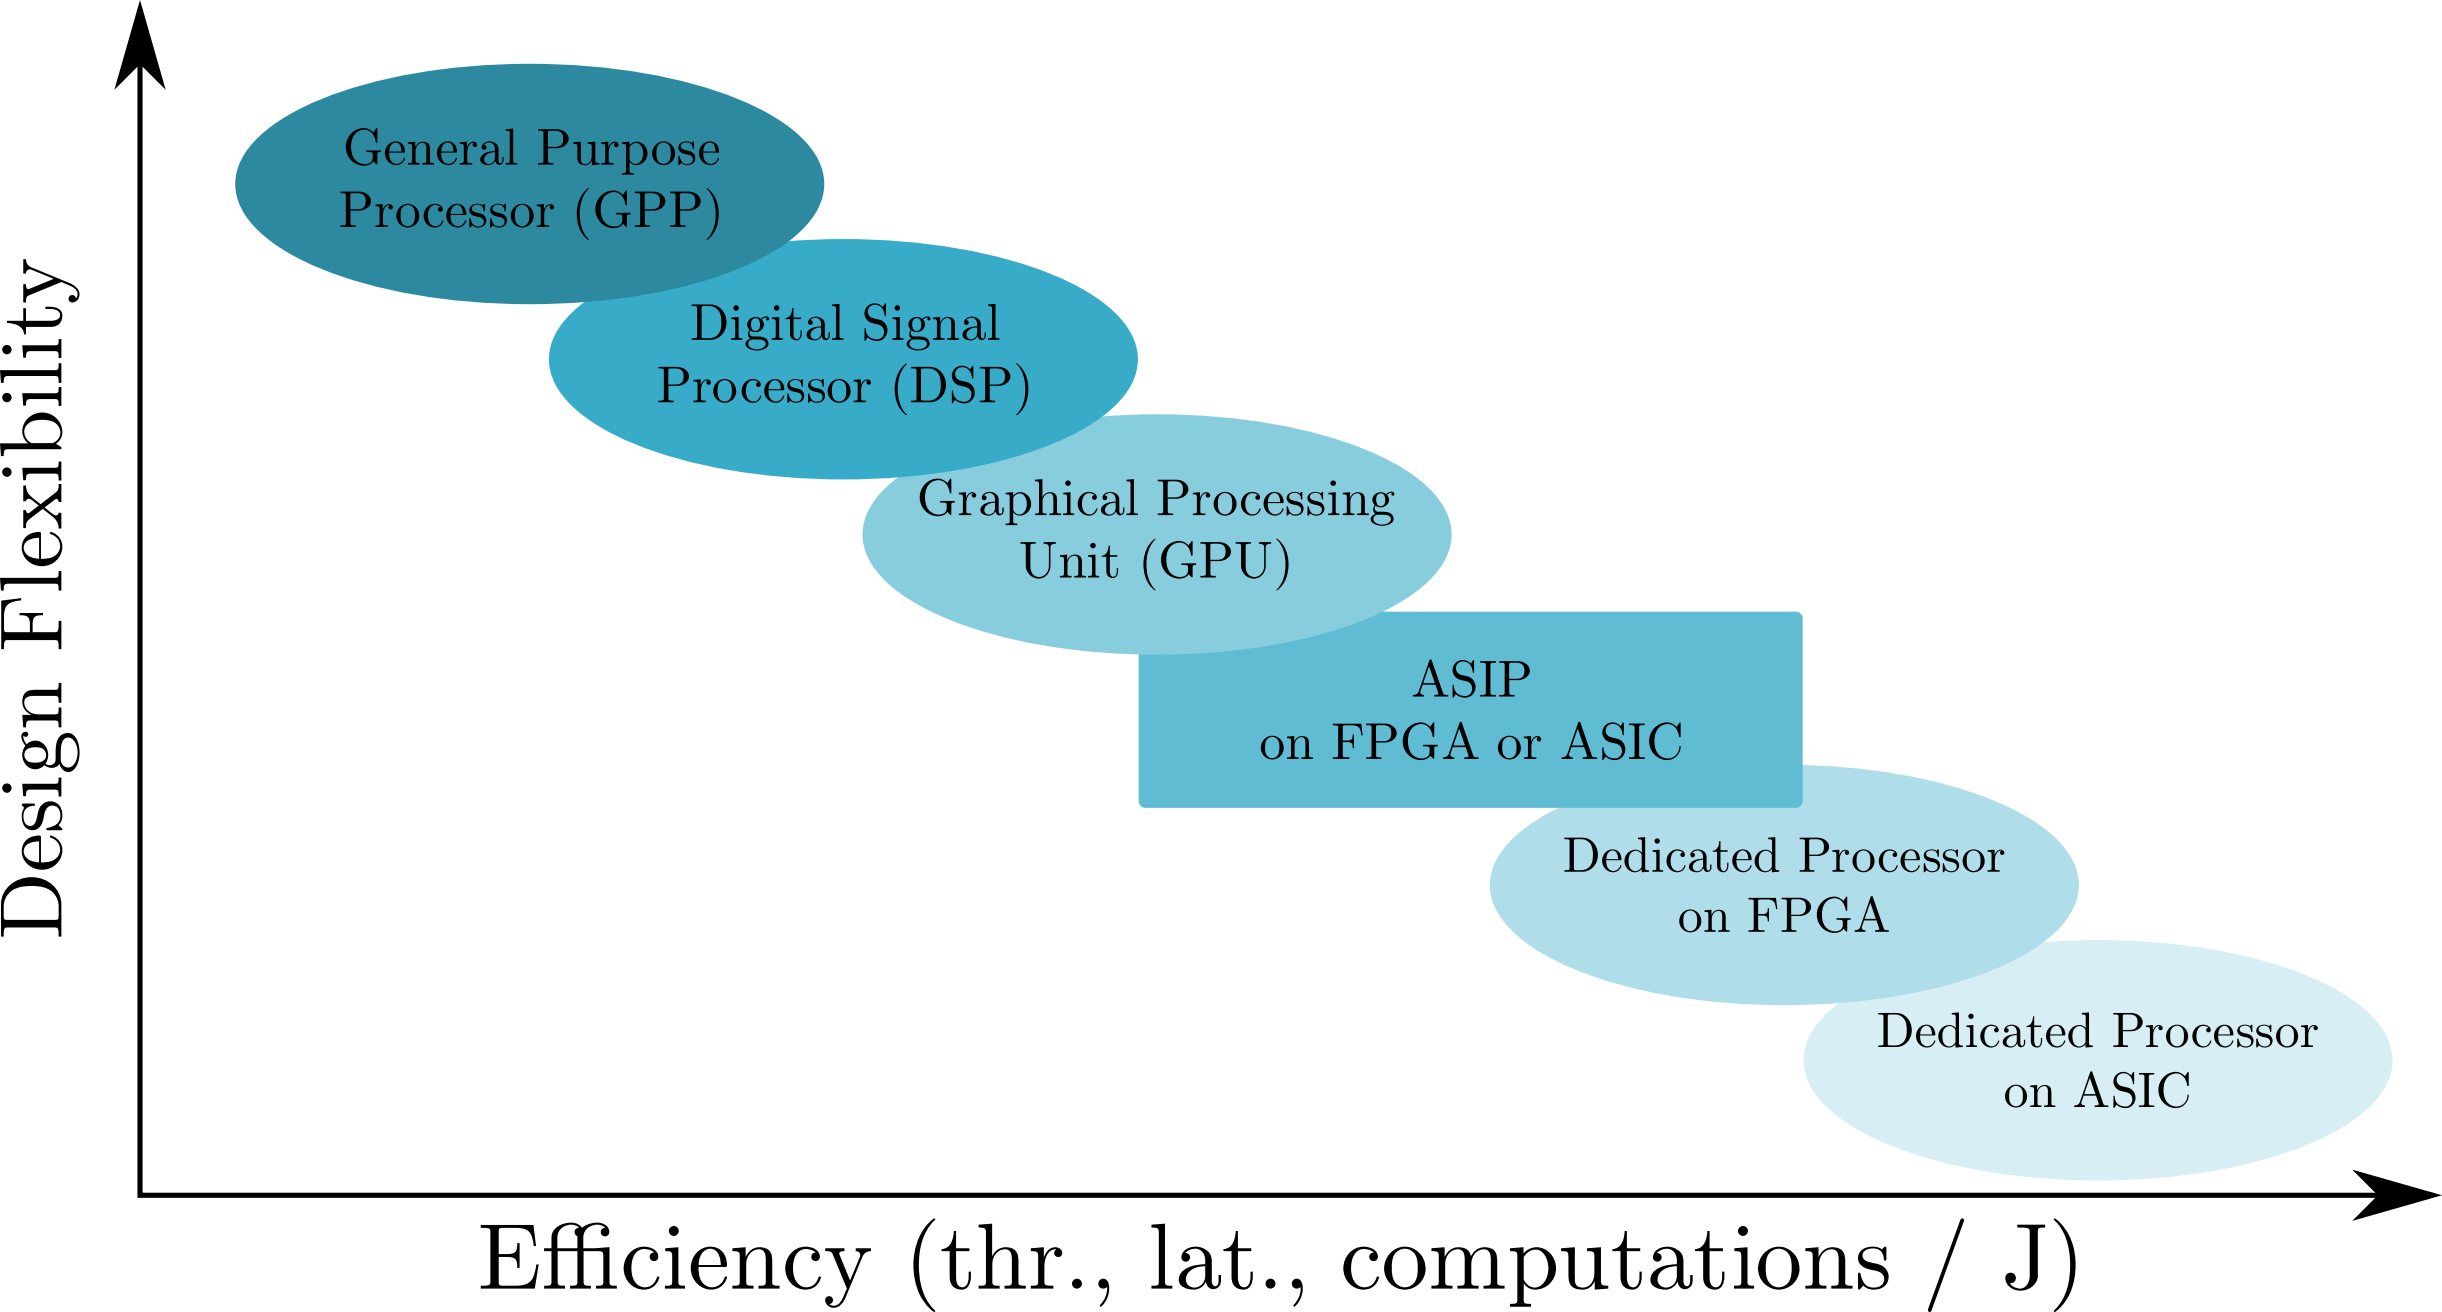 Design Flexibility
General Purpose
Processor (GPP)
Digital Signal
Processor (DSP)
Graphical Processing
Unit (GPU)
ASIP
on FPGA or ASIC
Dedicated Processor
on FPGA
Dedicated Processor
on ASIC
Efficiency (thr., lat., computations / J)